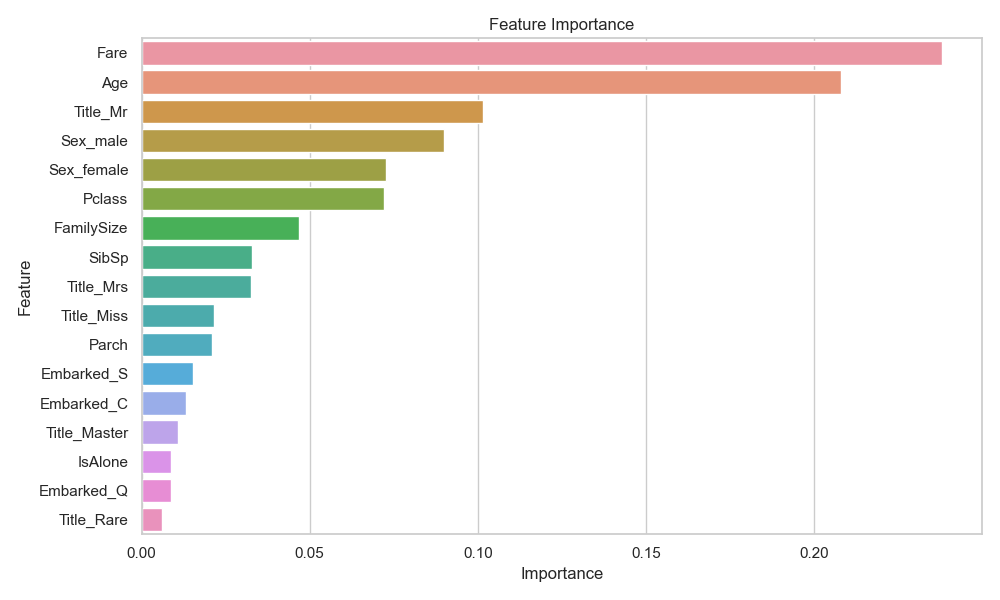 Feature Importance
Fare
Age
Title_Mr
Sex_male
Sex_female
Pclass
FamilySize
SibSp
Title_Mrs
Title_Miss
Parch
Embarked_S
Embarked_C
Title_Master
IsAlone
Embarked_Q
Title_Rare
Feature
0.00 0.05 0.10 0.15 0.20
Importance